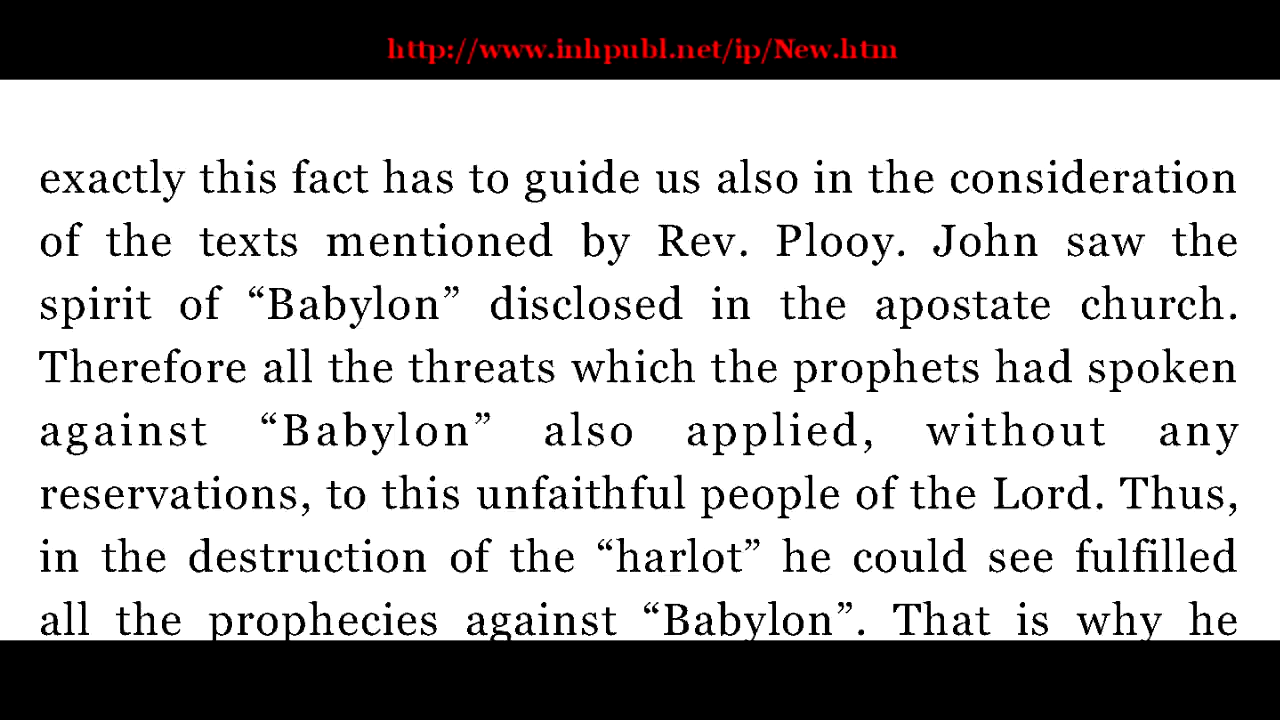 http://www.inhpubl.net/ip/New.htm
exactly this fact has to guide us also in the consideration
of the texts mentioned by Rev. Plooy. John saw the
spirit of “Babylon” disclosed in the apostate church.
Therefore all the threats which the prophets had spoken
against “Babylon” also applied, without any
reservations, to this unfaithful people of the Lord. Thus,
in the destruction of the “harlot” he could see fulfilled
all the prophecies against “Babylon”. That is why he